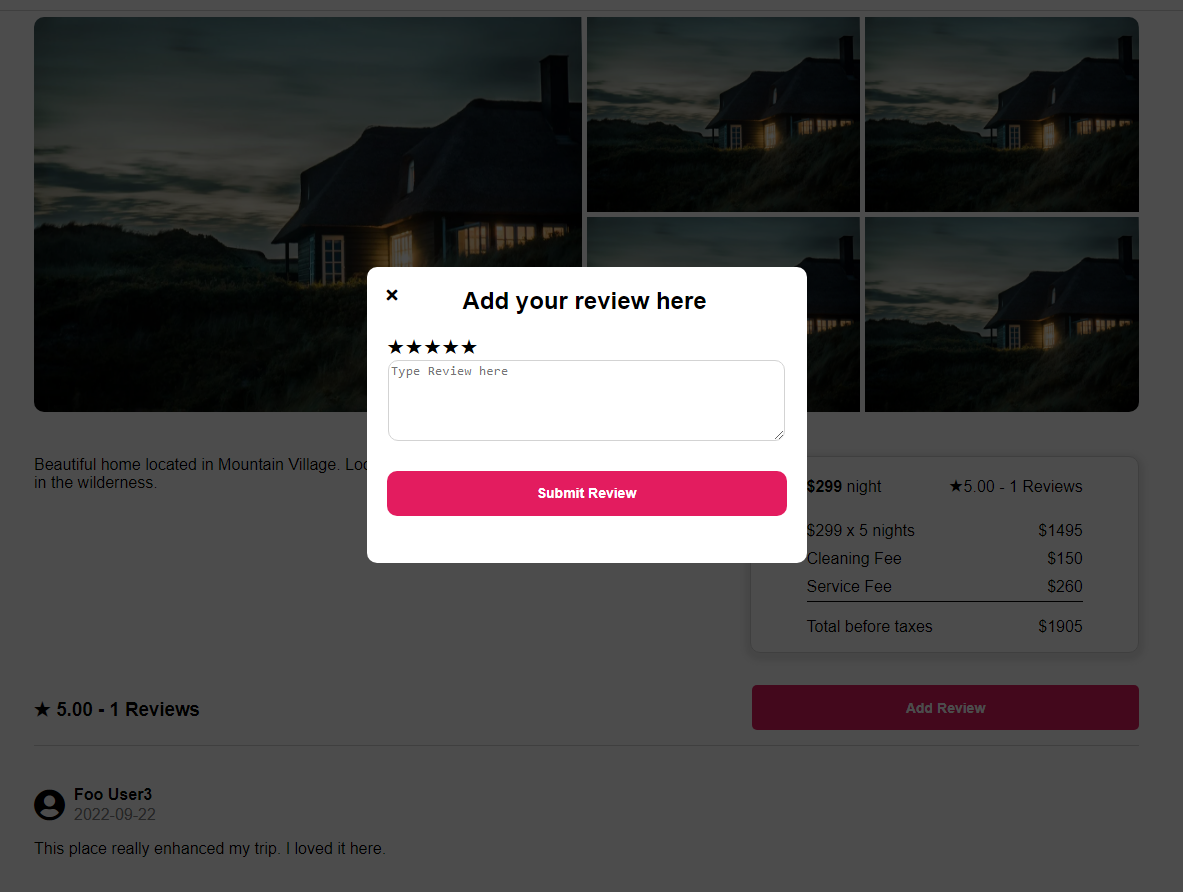 Add your review here
★★★★★
Type Review here
Submit Review
Beautiful home located in Mountain Village.
in the wilderness.
$299 night ★5.00 - 1 Reviews
$299 x 5 nights $1495
Cleaning Fee $150
Service Fee $260
Total before taxes $1905
★ 5.00 - 1 Reviews
Add Review
Foo User3
2022-09-22
This place really enhanced my trip. I loved it here.